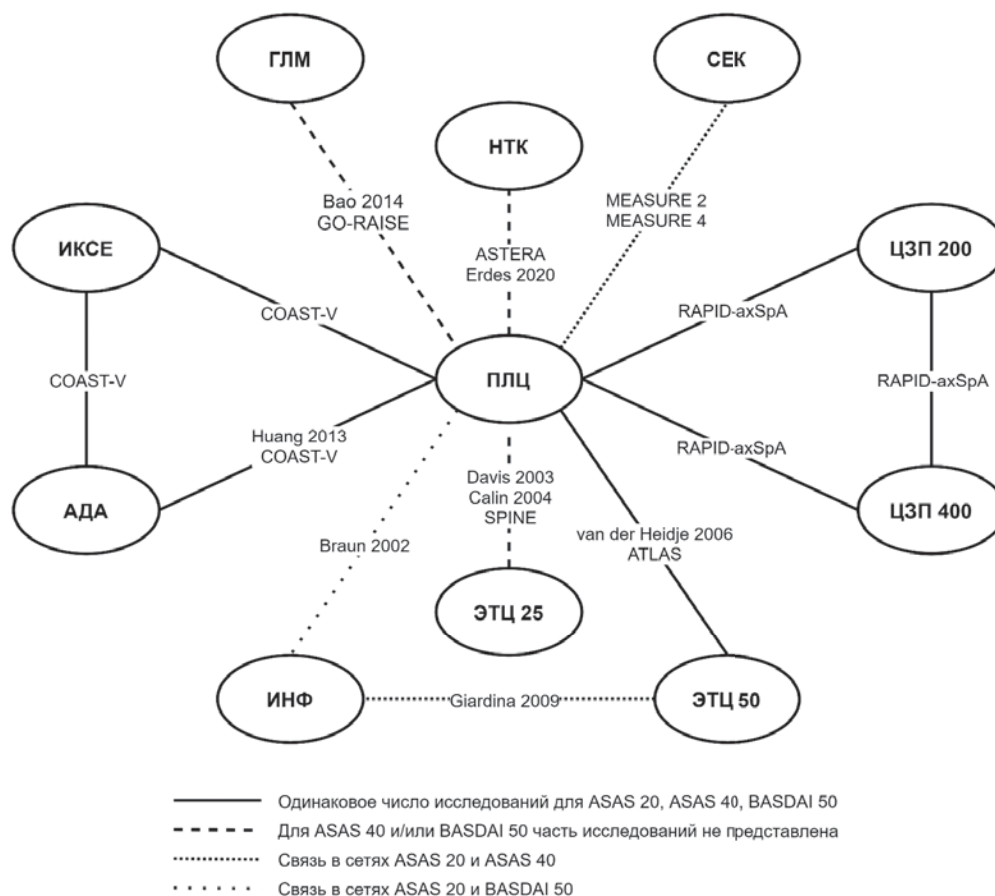 ГЛМ
СЕК
НТК
Bao 2014
GO-RAISE
MEASURE 2
MEASURE 4
ИКСЕ
ASTERA
Erdes 2020
ЦЗП 200
COAST-V
RAPID-axSpA
ПЛЦ
COAST-V
RAPID-axSpA
Huang 2013
COAST-V
RAPID-axSpA
Davis 2003
Calin 2004
SPINE
АДА
ЦЗП 400
Braun 2002
van der Heidje 2006
ATLAS
ЭТЦ 25
ИНФ
Giardina 2009
ЭТЦ 50
Одинаковое число исследований для ASAS 20, ASAS 40, BASDAI 50
Для ASAS 40 и/или BASDAI 50 часть исследований не представлена
Связь в сетях ASAS 20 и ASAS 40
Связь в сетях ASAS 20 и BASDAI 50